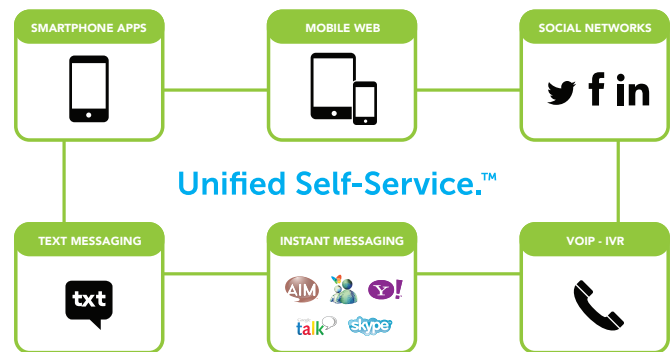 SMARTPHONE APPS
MOBILE WEB
SOCIAL NETWORKS
f in
Unified Self-Service.™
TEXT MESSAGING
INSTANT MESSAGING
VOIP - IVR
txt
AIM
Y!
Google
talk
skype